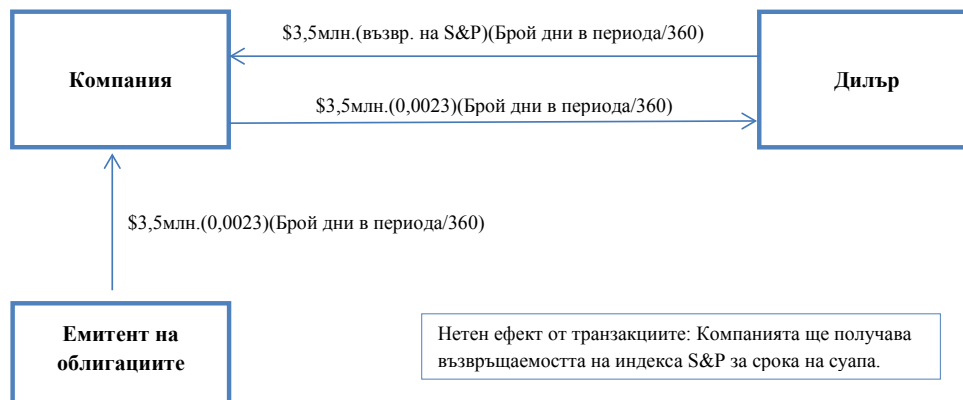 $3,5млн.(възвр. на S&P)(Брой дни в периода/360)
Компания
Дилър
$3,5млн.(0,0023)(Брой дни в периода/360)
$3,5млн.(0,0023)(Брой дни в периода/360)
Емитент на
облигациите
Нетен ефект от транзакциите: Компанията ще получава
възвръщаемостта на индекса S&P за срока на суапа.